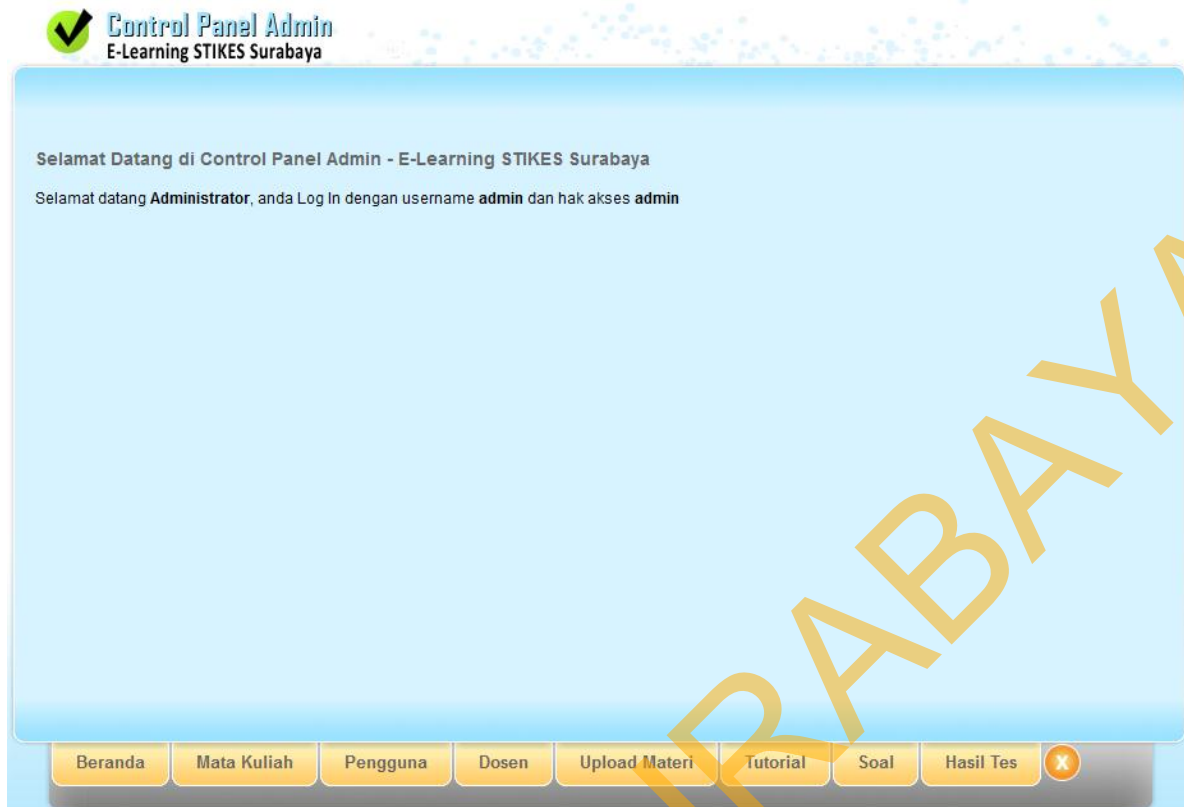 Control Panel Admin
E-Learning STIKES Surabaya
Selamat Datang di Control Panel Admin - E-Learning STIKES Surabaya
Selamat datang Administrator, anda Log In dengan username admin dan hak akses admin
RABAYA
Beranda Mata Kuliah Pengguna Dosen Upload Materi Tutorial Soal Hasil Tes X